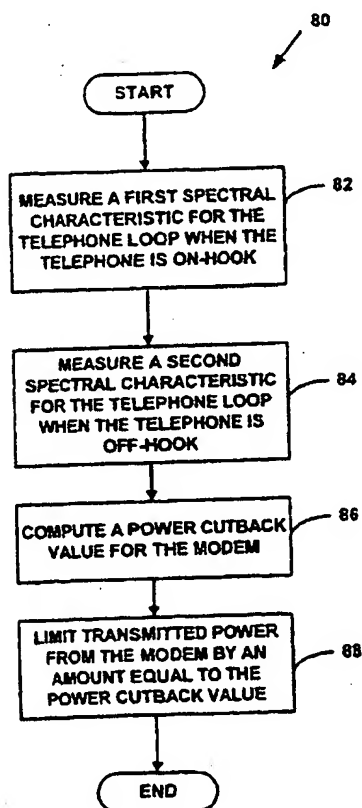 80
START
MEASURE A FIRST SPECTRAL
CHARACTERISTIC FOR THE
TELEPHONE LOOP WHEN THE
TELEPHONE IS ON-HOOK
82
MEASURE A SECOND
SPECTRAL CHARACTERISTIC
FOR THE TELEPHONE LOOP
WHEN THE TELEPHONE IS
OFF-HOOK
84
COMPUTE A POWER CUTBACK
VALUE FOR THE MODEM
86
LIMIT TRANSMITTED POWER
FROM THE MODEM BY AN
AMOUNT EQUAL TO THE
POWER CUTBACK VALUE
88
END